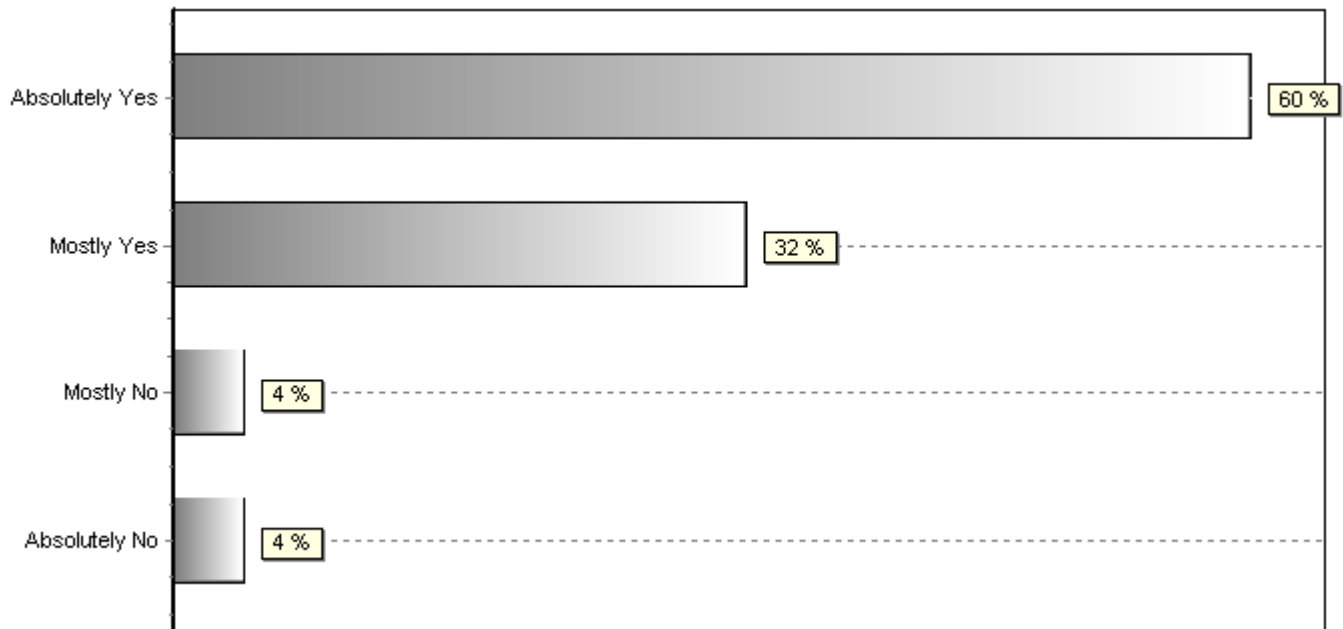 Absolutely Yes 60 %
Mostly Yes 32 %
Mostly No 4 %
Absolutely No 4 %